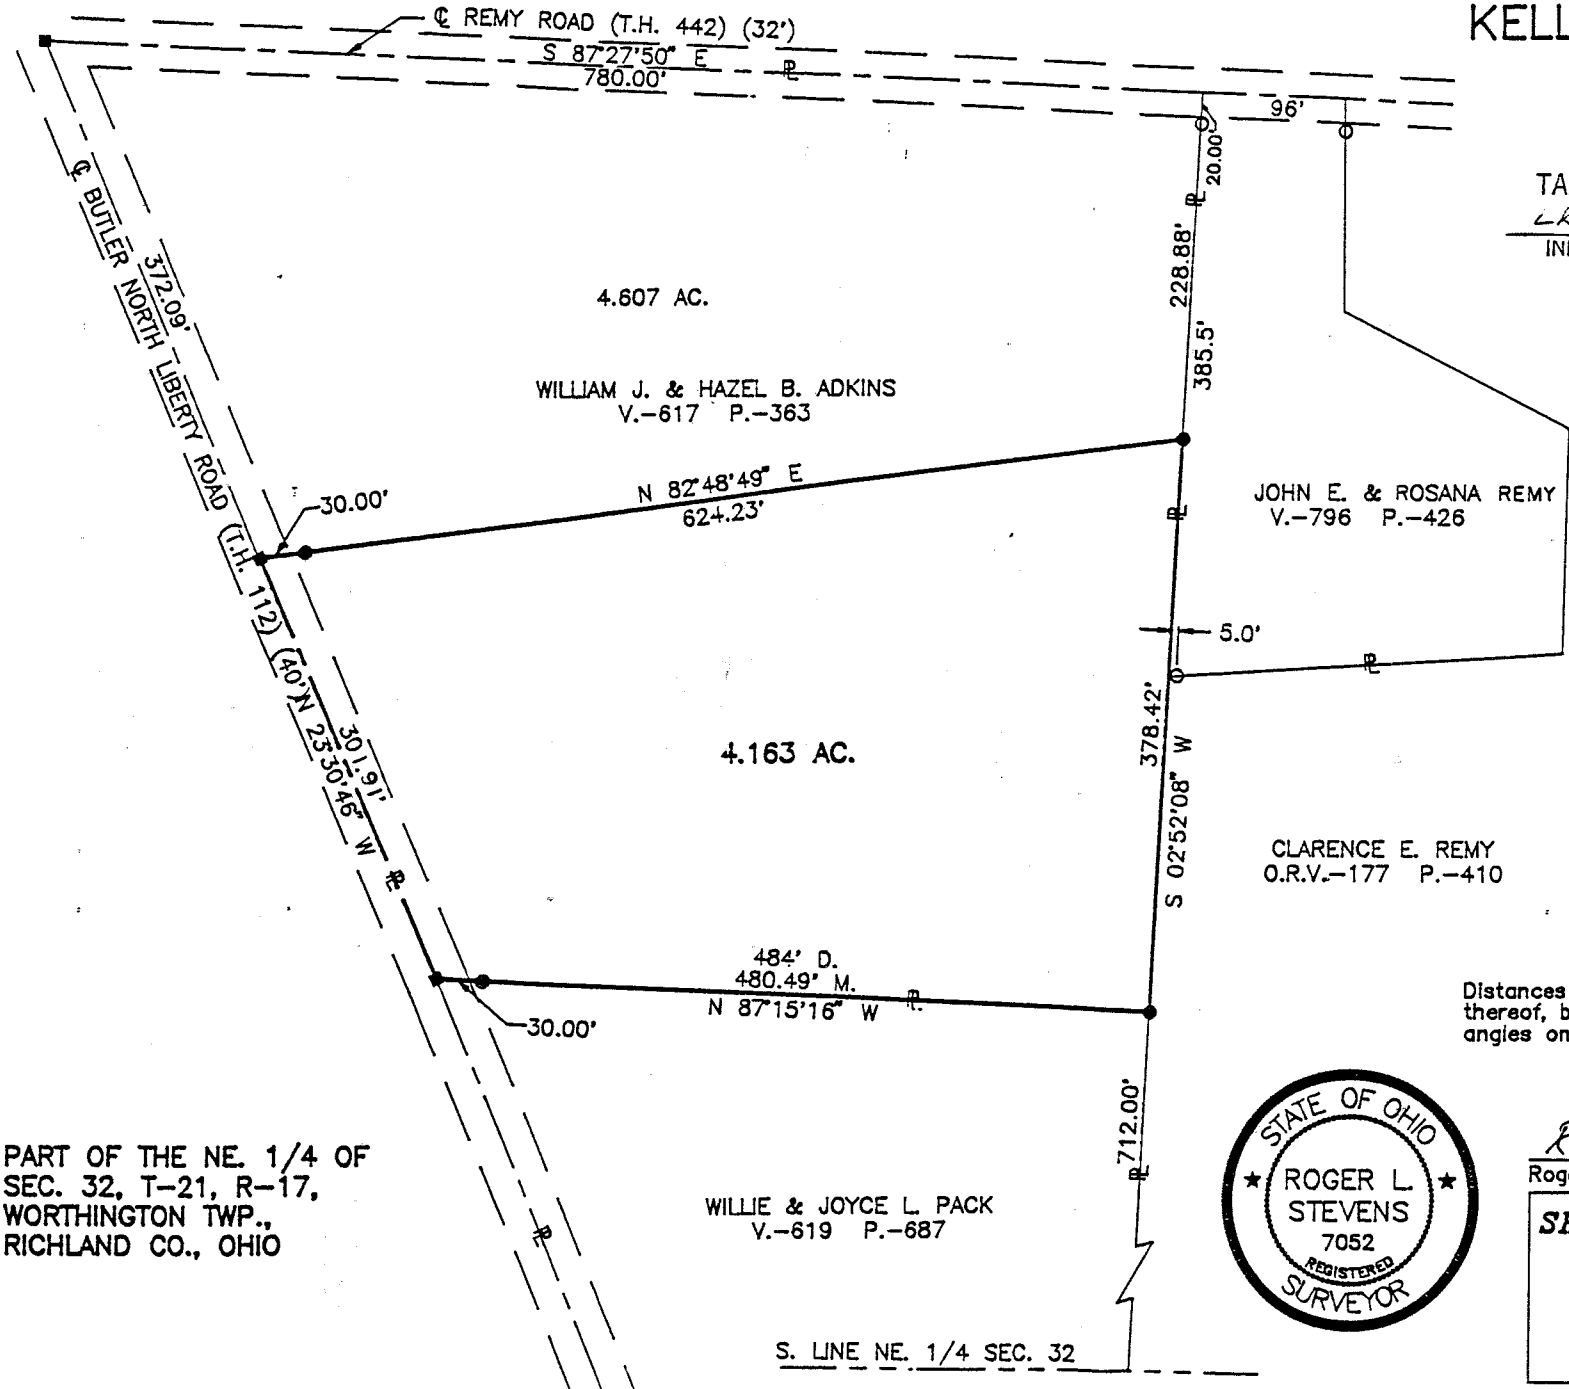 KELL
℄ REMY ROAD (T.H. 442) (32')
S 87°27'50" E
780.00'
℄ BUTLER NORTH LIBERTY ROAD (T.H. 112) (40')
372.09'
96'
20.00'
228.88'
385.5'
TA
INI
4.607 AC.
WILLIAM J. & HAZEL B. ADKINS
V.-617 P.-363
30.00'
N 82°48'49" E
624.23'
JOHN E. & ROSANA REMY
V.-796 P.-426
5.0'
301.91'
N 23°30'46" W
4.163 AC.
378.42'
S 02°52'08" W
CLARENCE E. REMY
O.R.V.-177 P.-410
484' D.
480.49' M.
N 87°15'16" W
30.00'
Distances
thereof, b
angles on
712.00'
PART OF THE NE. 1/4 OF
SEC. 32, T-21, R-17,
WORTHINGTON TWP.,
RICHLAND CO., OHIO
WILLIE & JOYCE L. PACK
V.-619 P.-687
STATE OF OHIO
ROGER L.
STEVENS
7052
REGISTERED
SURVEYOR
Roge
S. LINE NE. 1/4 SEC. 32